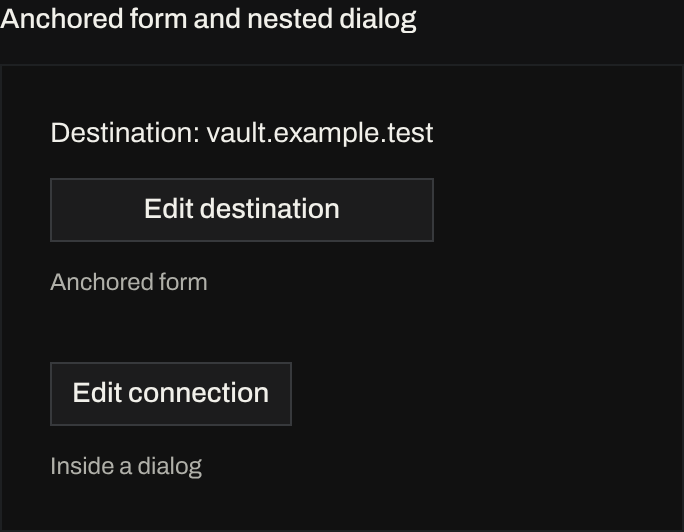 Anchored form and nested dialog
Destination: vault.example.test
Edit destination
Anchored form
Edit connection
Inside a dialog